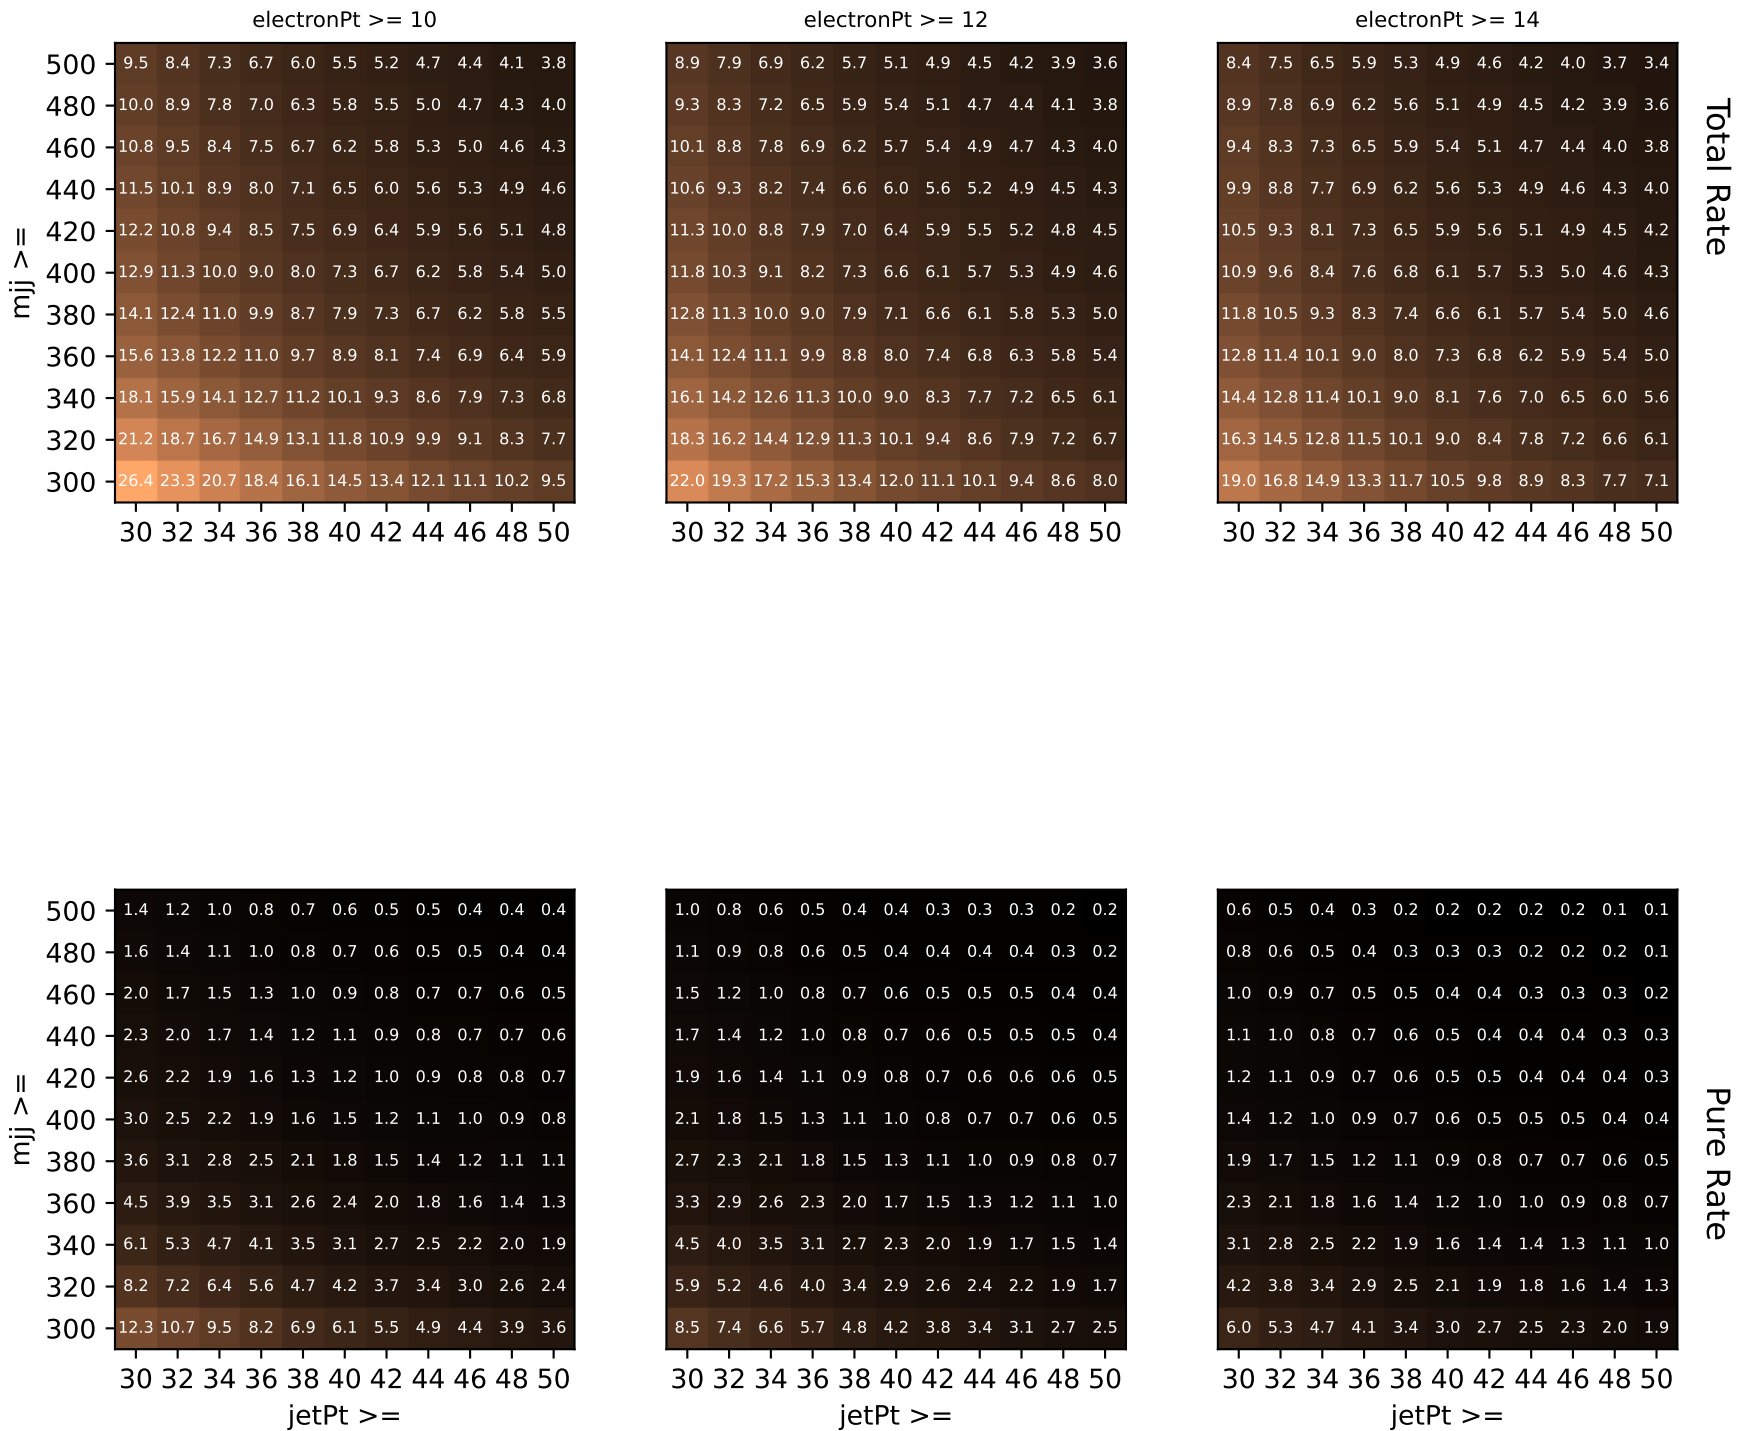 electronPt >= 10 electronPt >= 12 electronPt >= 14
500 9.5 8.4 7.3 6.7 6.0 5.5 5.2 4.7 4.4 4.1 3.8 8.9 7.9 6.9 6.2 5.7 5.1 4.9 4.5 4.2 3.9 3.6 8.4 7.5 6.5 5.9 5.3 4.9 4.6 4.2 4.0 3.7 3.4
480 10.0 8.9 7.8 7.0 6.3 5.8 5.5 5.0 4.7 4.3 4.0 9.3 8.3 7.2 6.5 5.9 5.4 5.1 4.7 4.4 4.1 3.8 8.9 7.8 6.9 6.2 5.6 5.1 4.9 4.5 4.2 3.9 3.6
460 10.8 9.5 8.4 7.5 6.7 6.2 5.8 5.3 5.0 4.6 4.3 10.1 8.8 7.8 6.9 6.2 5.7 5.4 4.9 4.7 4.3 4.0 9.4 8.3 7.3 6.5 5.9 5.4 5.1 4.7 4.4 4.0 3.8
440 11.5 10.1 8.9 8.0 7.1 6.5 6.0 5.6 5.3 4.9 4.6 10.6 9.3 8.2 7.4 6.6 6.0 5.6 5.2 4.9 4.5 4.3 9.9 8.8 7.7 6.9 6.2 5.6 5.3 4.9 4.6 4.3 4.0
420 12.2 10.8 9.4 8.5 7.5 6.9 6.4 5.9 5.6 5.1 4.8 11.3 10.0 8.8 7.9 7.0 6.4 5.9 5.5 5.2 4.8 4.5 10.5 9.3 8.1 7.3 6.5 5.9 5.6 5.1 4.9 4.5 4.2
400 12.9 11.3 10.0 9.0 8.0 7.3 6.7 6.2 5.8 5.4 5.0 11.8 10.3 9.1 8.2 7.3 6.6 6.1 5.7 5.3 4.9 4.6 10.9 9.6 8.4 7.6 6.8 6.1 5.7 5.3 5.0 4.6 4.3
380 14.1 12.4 11.0 9.9 8.7 7.9 7.3 6.7 6.2 5.8 5.5 12.8 11.3 10.0 9.0 7.9 7.1 6.6 6.1 5.8 5.3 5.0 11.8 10.5 9.3 8.3 7.4 6.6 6.1 5.7 5.4 5.0 4.6
360 15.6 13.8 12.2 11.0 9.7 8.9 8.1 7.4 6.9 6.4 5.9 14.1 12.4 11.1 9.9 8.8 8.0 7.4 6.8 6.3 5.8 5.4 12.8 11.4 10.1 9.0 8.0 7.3 6.8 6.2 5.9 5.4 5.0
340 18.1 15.9 14.1 12.7 11.2 10.1 9.3 8.6 7.9 7.3 6.8 16.1 14.2 12.6 11.3 10.0 9.0 8.3 7.7 7.2 6.5 6.1 14.4 12.8 11.4 10.1 9.0 8.1 7.6 7.0 6.5 6.0 5.6
320 21.2 18.7 16.7 14.9 13.1 11.8 10.9 9.9 9.1 8.3 7.7 18.3 16.2 14.4 12.9 11.3 10.1 9.4 8.6 7.9 7.2 6.7 16.3 14.5 12.8 11.5 10.1 9.0 8.4 7.8 7.2 6.6 6.1
300 26.4 23.3 20.7 18.4 16.1 14.5 13.4 12.1 11.1 10.2 9.5 22.0 19.3 17.2 15.3 13.4 12.0 11.1 10.1 9.4 8.6 8.0 19.0 16.8 14.9 13.3 11.7 10.5 9.8 8.9 8.3 7.7 7.1
30 32 34 36 38 40 42 44 46 48 50 30 32 34 36 38 40 42 44 46 48 50 30 32 34 36 38 40 42 44 46 48 50
mjj >=
Total Rate
500 1.4 1.2 1.0 0.8 0.7 0.6 0.5 0.5 0.4 0.4 0.4 1.0 0.8 0.6 0.5 0.4 0.4 0.3 0.3 0.3 0.2 0.2 0.6 0.5 0.4 0.3 0.2 0.2 0.2 0.2 0.2 0.1 0.1
480 1.6 1.4 1.1 1.0 0.8 0.7 0.6 0.5 0.5 0.4 0.4 1.1 0.9 0.8 0.6 0.5 0.4 0.4 0.4 0.4 0.3 0.2 0.8 0.6 0.5 0.4 0.3 0.3 0.3 0.2 0.2 0.2 0.1
460 2.0 1.7 1.5 1.3 1.0 0.9 0.8 0.7 0.7 0.6 0.5 1.5 1.2 1.0 0.8 0.7 0.6 0.5 0.5 0.5 0.4 0.4 1.0 0.9 0.7 0.5 0.5 0.4 0.4 0.3 0.3 0.3 0.2
440 2.3 2.0 1.7 1.4 1.2 1.1 0.9 0.8 0.7 0.7 0.6 1.7 1.4 1.2 1.0 0.8 0.7 0.6 0.5 0.5 0.5 0.4 1.1 1.0 0.8 0.7 0.6 0.5 0.4 0.4 0.4 0.3 0.3
420 2.6 2.2 1.9 1.6 1.3 1.2 1.0 0.9 0.8 0.8 0.7 1.9 1.6 1.4 1.1 0.9 0.8 0.7 0.6 0.6 0.6 0.5 1.2 1.1 0.9 0.7 0.6 0.5 0.5 0.4 0.4 0.4 0.3
400 3.0 2.5 2.2 1.9 1.6 1.5 1.2 1.1 1.0 0.9 0.8 2.1 1.8 1.5 1.3 1.1 1.0 0.8 0.7 0.7 0.6 0.5 1.4 1.2 1.0 0.9 0.7 0.6 0.5 0.5 0.5 0.4 0.4
380 3.6 3.1 2.8 2.5 2.1 1.8 1.5 1.4 1.2 1.1 1.1 2.7 2.3 2.1 1.8 1.5 1.3 1.1 1.0 0.9 0.8 0.7 1.9 1.7 1.5 1.2 1.1 0.9 0.8 0.7 0.7 0.6 0.5
360 4.5 3.9 3.5 3.1 2.6 2.4 2.0 1.8 1.6 1.4 1.3 3.3 2.9 2.6 2.3 2.0 1.7 1.5 1.3 1.2 1.1 1.0 2.3 2.1 1.8 1.6 1.4 1.2 1.0 1.0 0.9 0.8 0.7
340 6.1 5.3 4.7 4.1 3.5 3.1 2.7 2.5 2.2 2.0 1.9 4.5 4.0 3.5 3.1 2.7 2.3 2.0 1.9 1.7 1.5 1.4 3.1 2.8 2.5 2.2 1.9 1.6 1.4 1.4 1.3 1.1 1.0
320 8.2 7.2 6.4 5.6 4.7 4.2 3.7 3.4 3.0 2.6 2.4 5.9 5.2 4.6 4.0 3.4 2.9 2.6 2.4 2.2 1.9 1.7 4.2 3.8 3.4 2.9 2.5 2.1 1.9 1.8 1.6 1.4 1.3
300 12.3 10.7 9.5 8.2 6.9 6.1 5.5 4.9 4.4 3.9 3.6 8.5 7.4 6.6 5.7 4.8 4.2 3.8 3.4 3.1 2.7 2.5 6.0 5.3 4.7 4.1 3.4 3.0 2.7 2.5 2.3 2.0 1.9
30 32 34 36 38 40 42 44 46 48 50 30 32 34 36 38 40 42 44 46 48 50 30 32 34 36 38 40 42 44 46 48 50
mjj >=
Pure Rate
jetPt >= jetPt >= jetPt >=